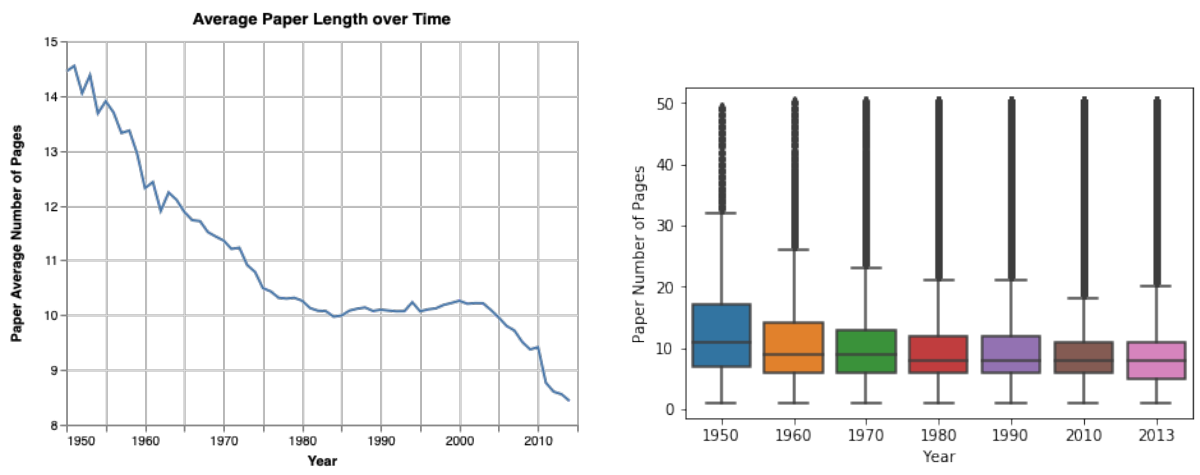 Average Paper Length over Time
Paper Average Number of Pages
15
14
13
12
11
10
9
8
1950 1960 1970 1980 1990 2000 2010
Year
Paper Number of Pages
50
40
30
20
10
0
1950 1960 1970 1980 1990 2010 2013
Year